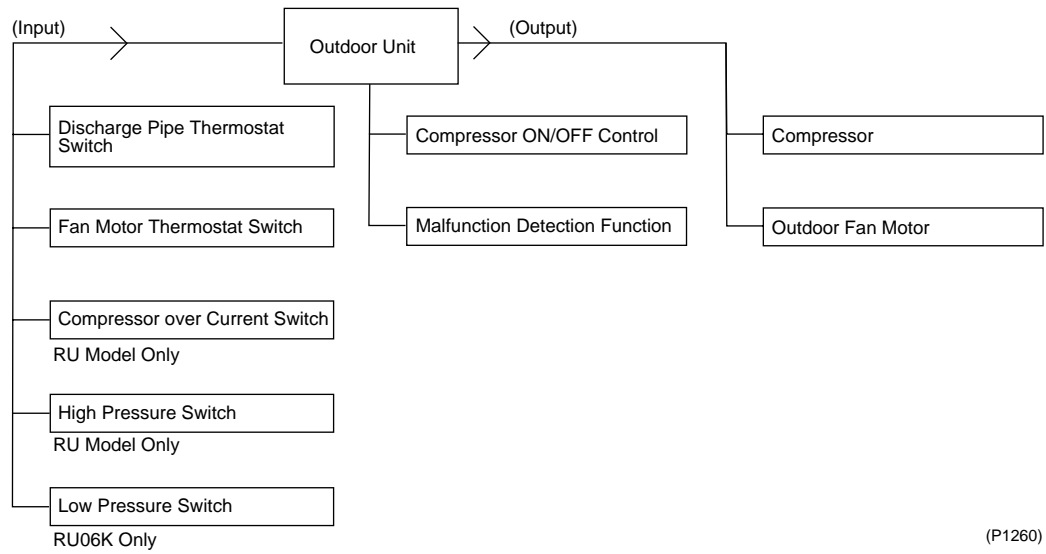 (Input)
Outdoor Unit
(Output)
Discharge Pipe Thermostat
Switch
Compressor ON/OFF Control
Compressor
Fan Motor Thermostat Switch
Malfunction Detection Function
Outdoor Fan Motor
Compressor over Current Switch
RU Model Only
High Pressure Switch
RU Model Only
Low Pressure Switch
RU06K Only
(P1260)